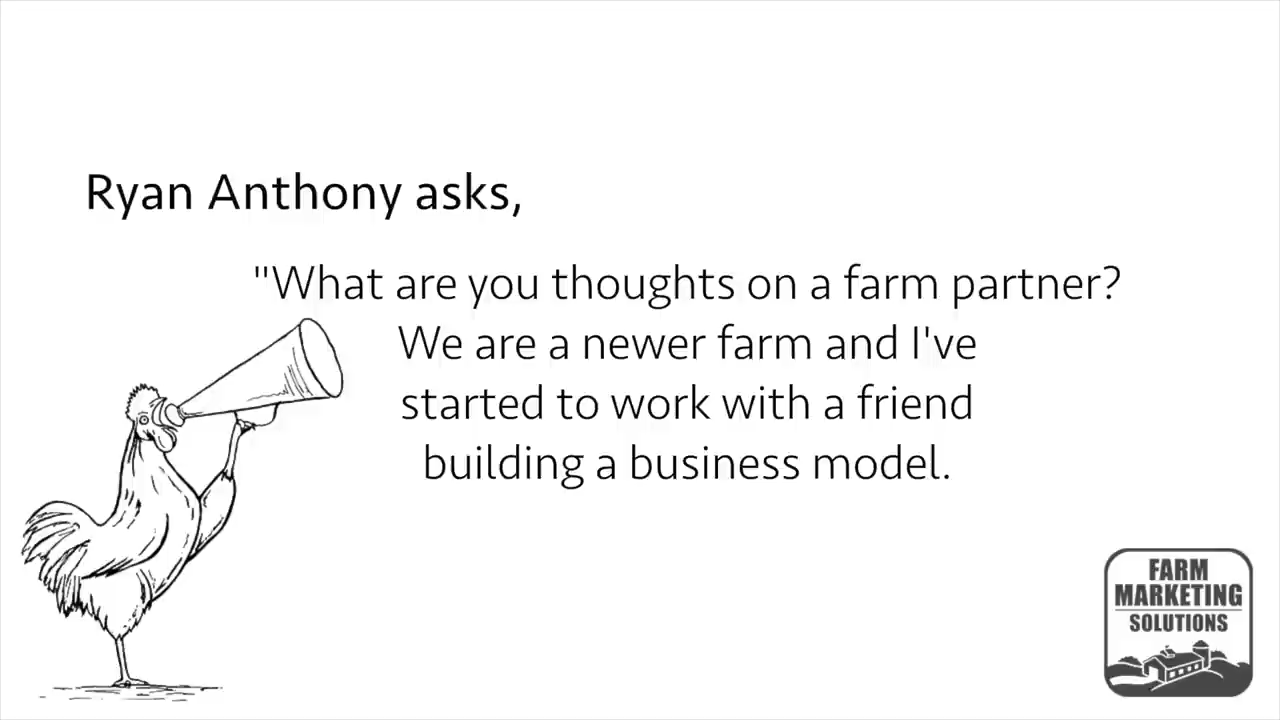 Ryan Anthony asks,
"What are you thoughts on a farm partner?
We are a newer farm and I've
started to work with a friend
building a business model.
FARM
MARKETING
SOLUTIONS